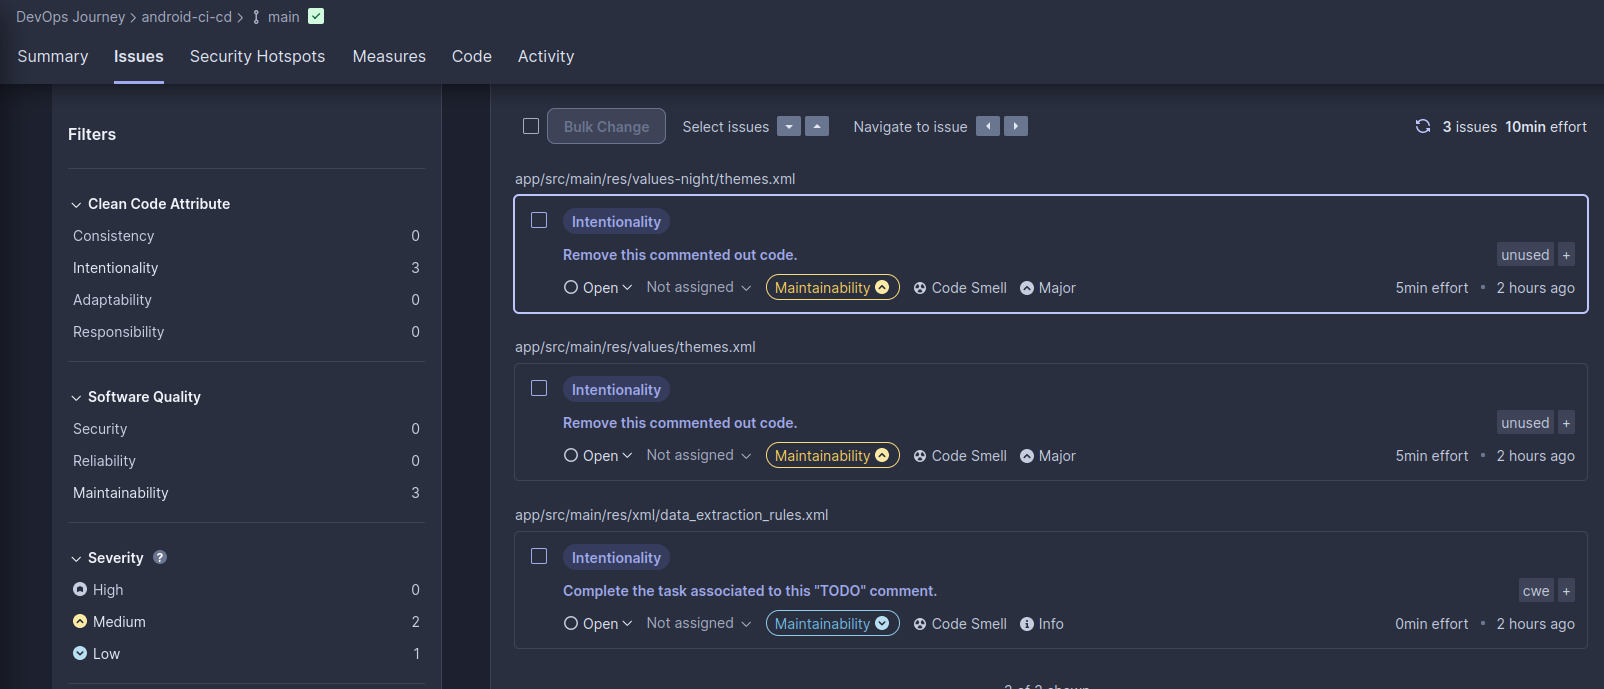 DevOps Journey > android-ci-cd > main
Summary Issues Security Hotspots Measures Code Activity
Filters
Clean Code Attribute
Consistency 0
Intentionality 3
Adaptability 0
Responsibility 0
Software Quality
Security 0
Reliability 0
Maintainability 3
Severity ?
High 0
Medium 2
Low 1
Bulk Change Select issues Navigate to issue 3 issues 10min effort
app/src/main/res/values-night/themes.xml
Intentionality
Remove this commented out code. unused +
Open Not assigned Maintainability Code Smell Major 5min effort • 2 hours ago
app/src/main/res/values/themes.xml
Intentionality
Remove this commented out code. unused +
Open Not assigned Maintainability Code Smell Major 5min effort • 2 hours ago
app/src/main/res/xml/data_extraction_rules.xml
Intentionality
Complete the task associated to this "TODO" comment. cwe +
Open Not assigned Maintainability Code Smell Info 0min effort • 2 hours ago